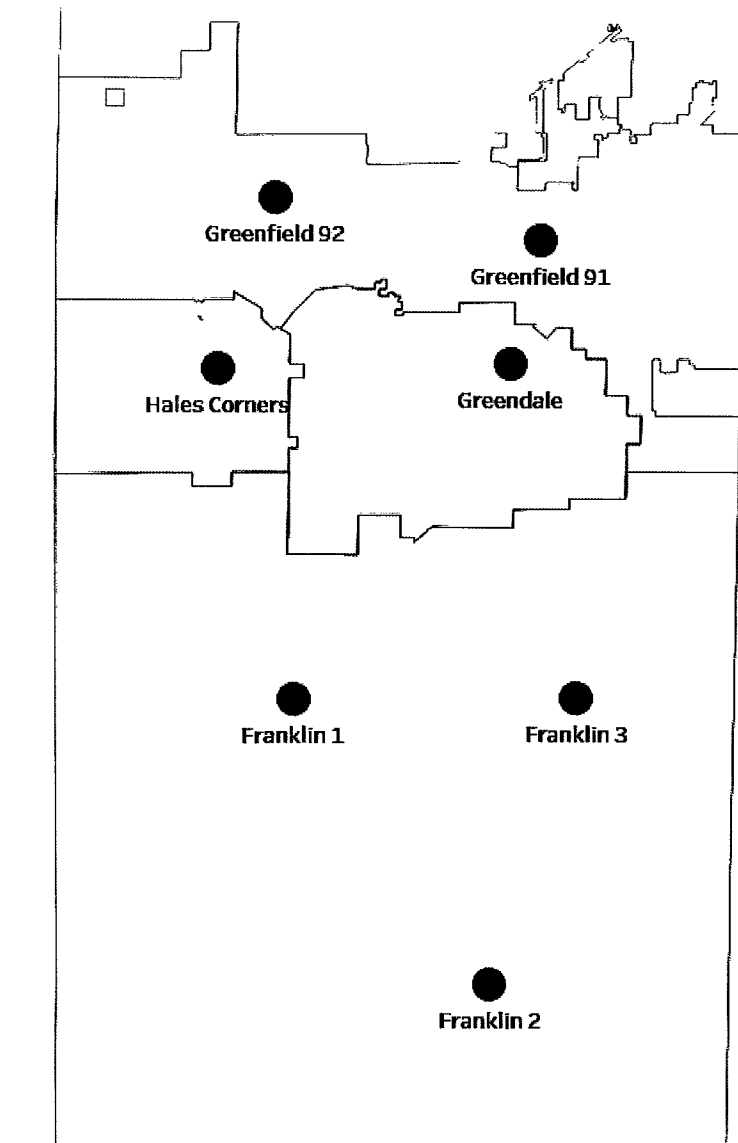 Greenfield 92
Greenfield 91
Hales Corners
Greendale
Franklin 1
Franklin 3
Franklin 2